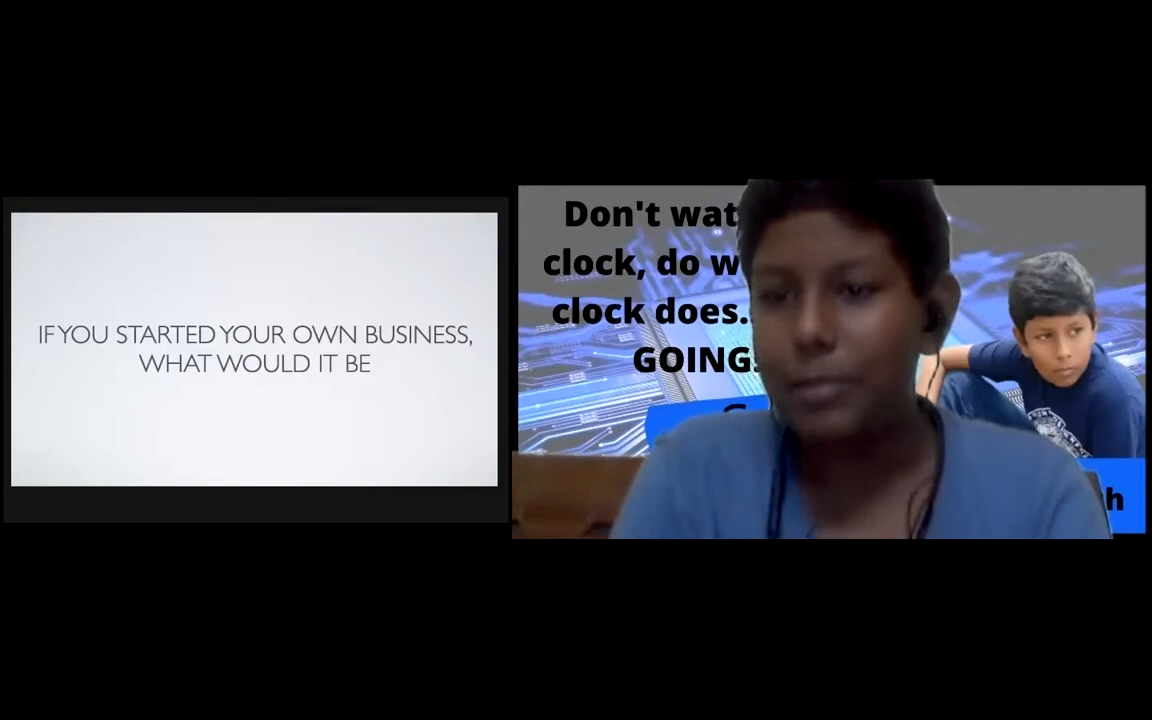 IF YOU STARTED YOUR OWN BUSINESS,
WHAT WOULD IT BE
Don't wat
clock, do w
clock does.
GOING.
h